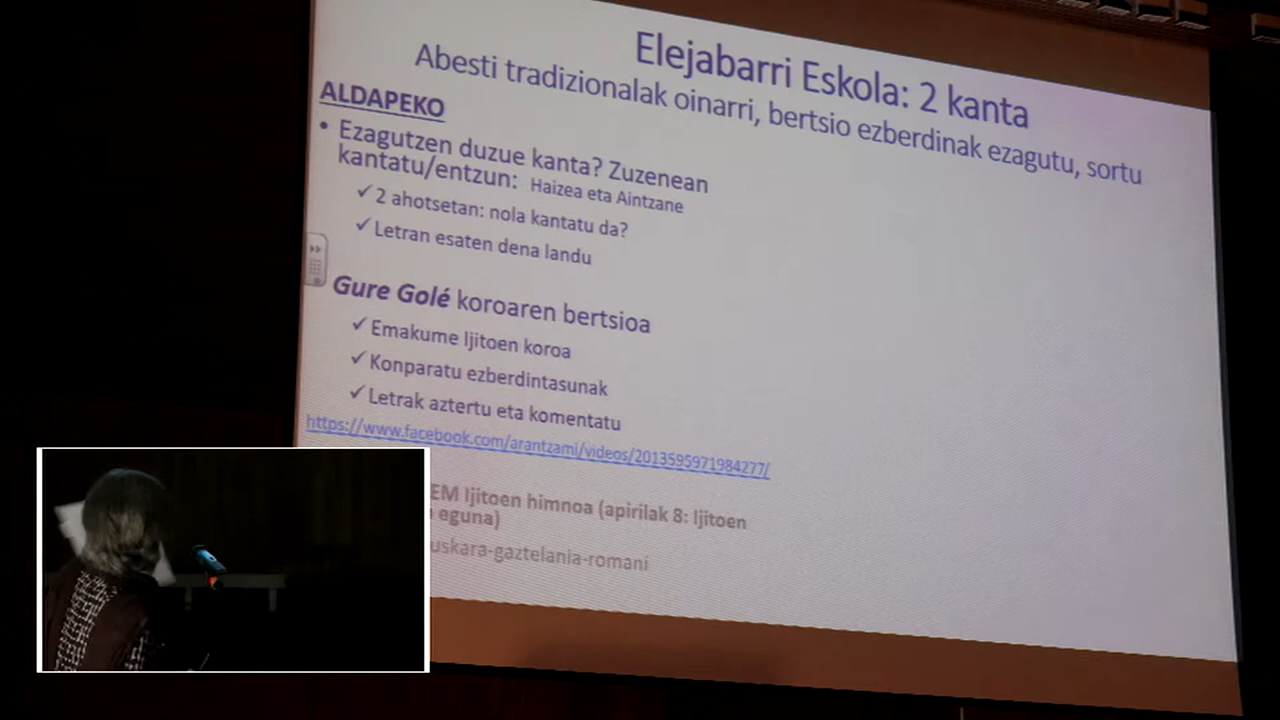 Elejabarri Eskola: 2 kanta
Abesti tradizionalak oinarri, bertsio ezberdinak ezagutu, sortu
ALDAPEKO
• Ezagutzen duzue kanta? Zuzenean
kantatu/entzun: Haizea eta Aintzane
✓ 2 ahotsetan: nola kantatu da?
✓ Letran esaten dena landu
Gure Golé koroaren bertsioa
✓ Emakume Ijitoen koroa
✓ Konparatu ezberdintasunak
✓ Letrak aztertu eta komentatu
https://www.facebook.com/arantzami/videos/2013595971984277/
EM Ijitoen himnoa (apirilak 8: Ijitoen
eguna)
uskara-gaztelania-romani